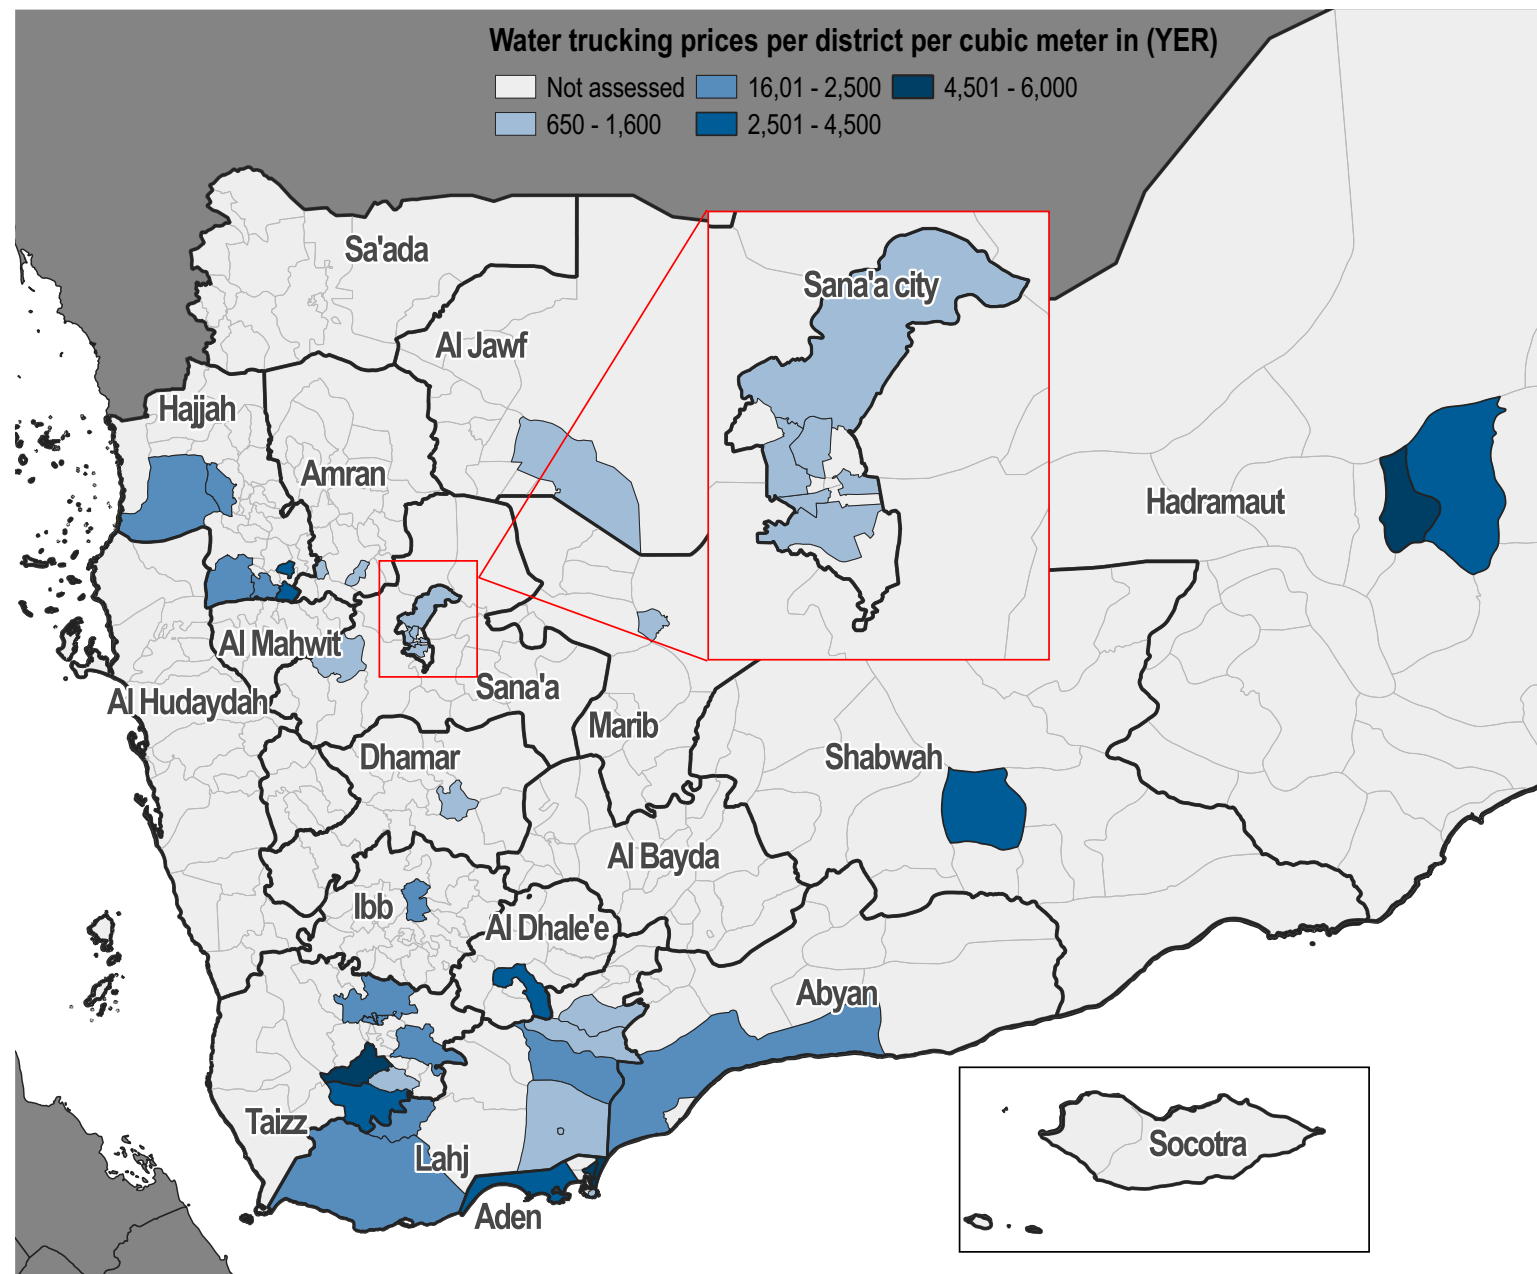 Water trucking prices per district per cubic meter in (YER)
Not assessed
16,01 - 2,500
4,501 - 6,000
650 - 1,600
2,501 - 4,500
Sa'ada
Sana'a city
Al Jawf
Hajjah
Amran
Hadramaut
Al Mahwit
Sana'a
Al Hudaydah
Marib
Dhamar
Shabwah
Al Bayda
Ibb
Al Dhale'e
Abyan
Taizz
Socotra
Lahj
Aden